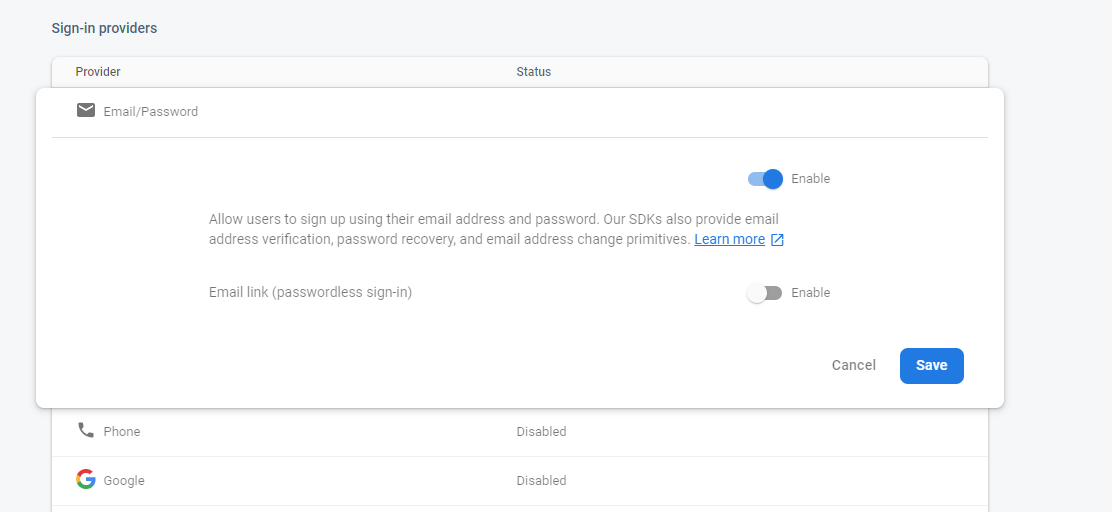 Sign-in providers
Provider Status
Email/Password
Enable
Allow users to sign up using their email address and password. Our SDKs also provide email
address verification, password recovery, and email address change primitives. Learn more
Email link (passwordless sign-in) Enable
Cancel Save
Phone Disabled
Google Disabled